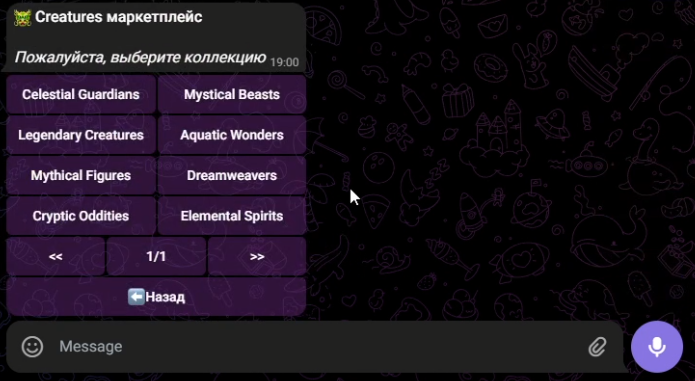 Creatures маркетплейс
Пожалуйста, выберите коллекцию 19:00
Celestial Guardians Mystical Beasts
Legendary Creatures Aquatic Wonders
Mythical Figures Dreamweavers
Cryptic Oddities Elemental Spirits
<< 1/1 >>
Назад
Message